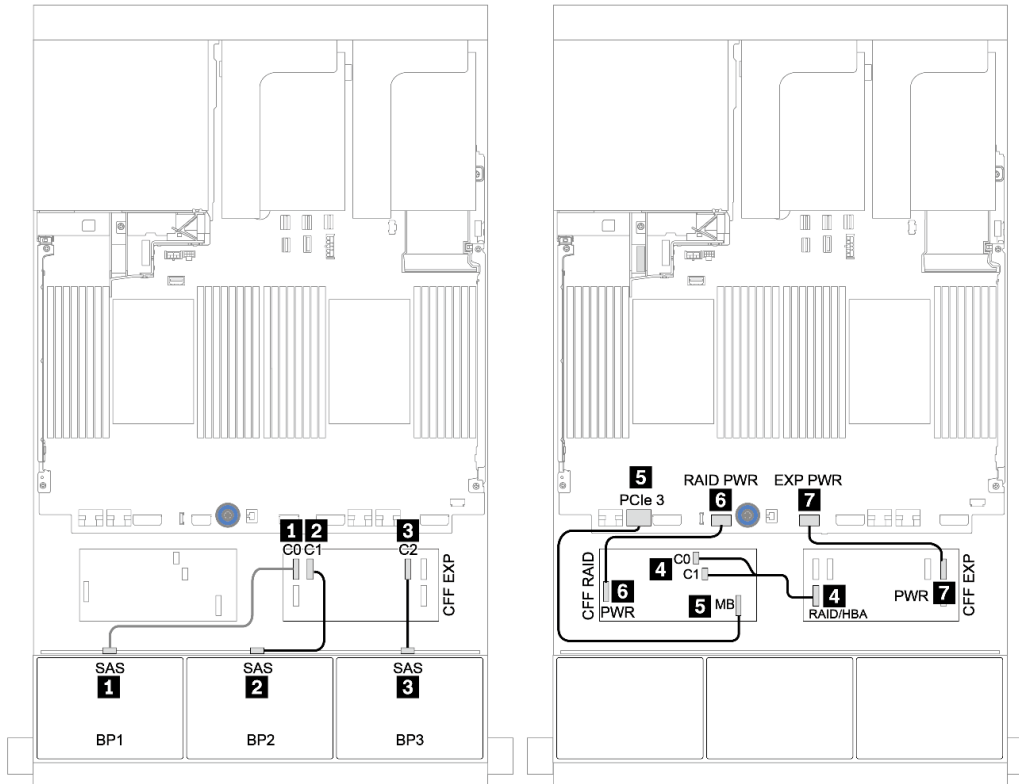 1 2 3
C0 C1 C2
CFF EXP
SAS SAS SAS
1 2 3
BP1 BP2 BP3
5 RAID PWR EXP PWR
PCIe 3 6 7
CFF RAID
C0
4 C1
6 PWR
5 MB
4
RAID/HBA
PWR 7
CFF EXP